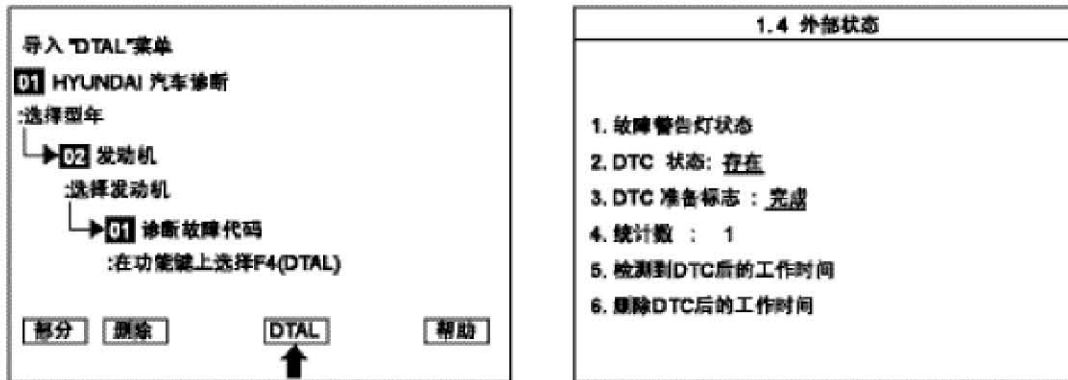 导入 "DTAL"菜单
01 HYUNDAI 汽车诊断
:选择型年
02 发动机
:选择发动机
01 诊断故障代码
:在功能键上选择F4(DTAL)
部分 删除 DTAL 帮助
1.4 外部状态
1. 故障警告灯状态
2. DTC 状态: 存在
3. DTC 准备标志 : 完成
4. 统计数 : 1
5. 检测到DTC后的工作时间
6. 删除DTC后的工作时间